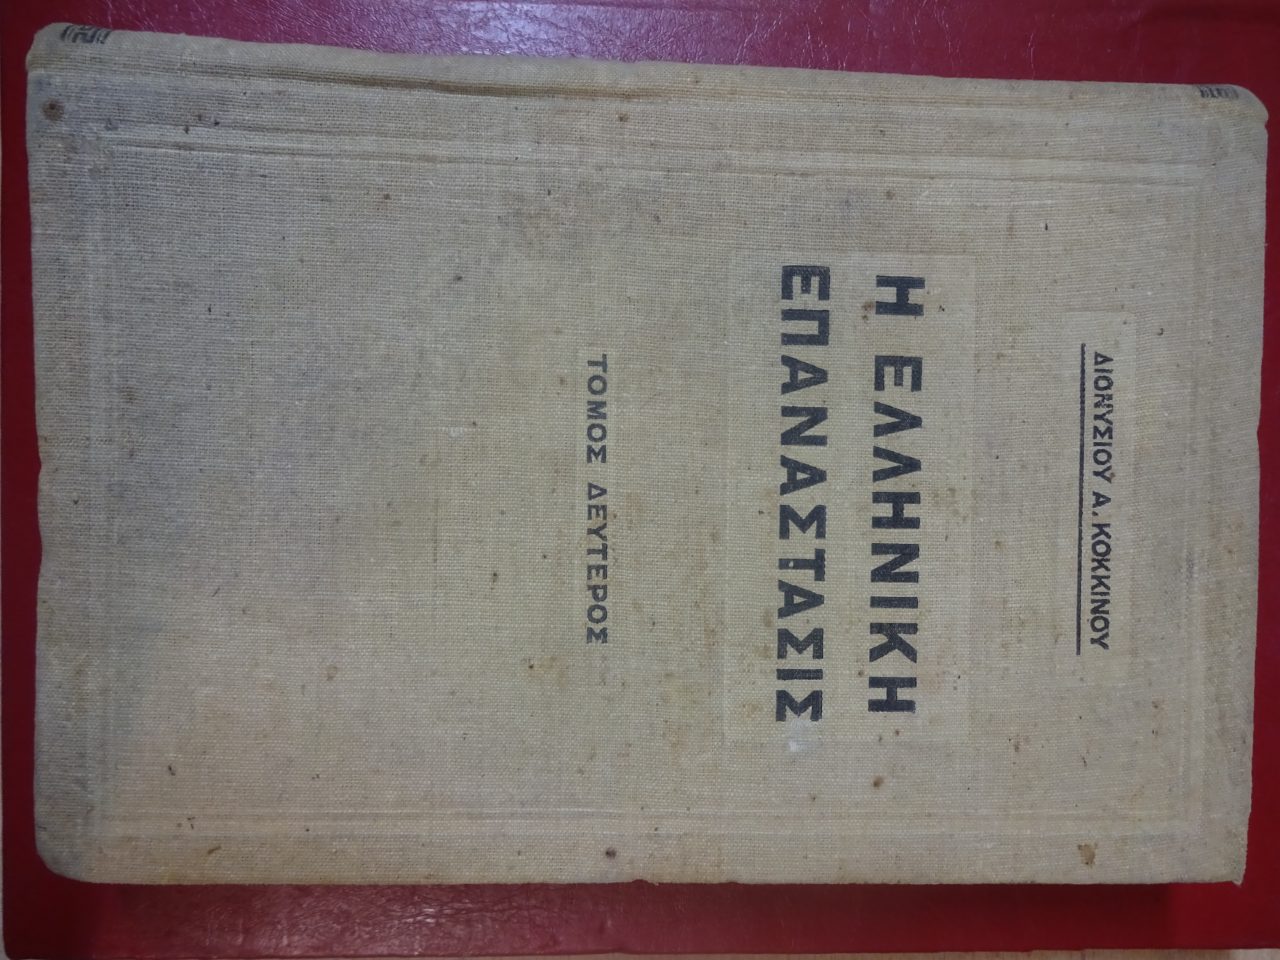 ΔΙΟΝΥΣΙΟΥ Α. ΚΟΚΚΙΝΟΥ
Η ΕΛΛΗΝΙΚΗ
ΕΠΑΝΑΣΤΑΣΙΣ
ΤΟΜΟΣ ΔΕΥΤΕΡΟΣ